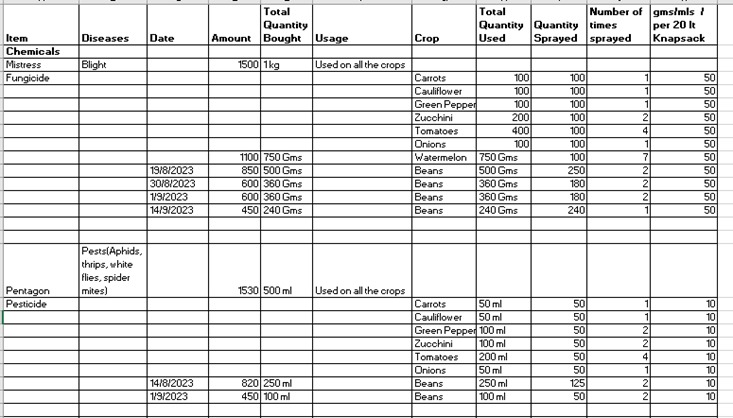 Item Diseases Date Amount Total Quantity Bought Usage Crop Total Quantity Used Quantity Sprayed Number of times sprayed gms/mls / per 20 lt Knapsack
Chemicals
Mistress Blight 1500 1kg Used on all the crops
Fungicide Carrots 100 100 1 50
Cauliflower 100 100 1 50
Green Pepper 100 100 1 50
Zucchini 200 100 2 50
Tomatoes 400 100 4 50
Onions 100 100 1 50
1100 750 Gms Watermelon 750 Gms 100 7 50
19/8/2023 850 500 Gms Beans 500 Gms 250 2 50
30/8/2023 600 360 Gms Beans 360 Gms 180 2 50
1/9/2023 600 360 Gms Beans 360 Gms 180 2 50
14/9/2023 450 240 Gms Beans 240 Gms 240 1 50
Pentagon Pests(Aphids, thrips, white flies, spider mites) 1530 500 ml Used on all the crops
Pesticide Carrots 50 ml 50 1 10
Cauliflower 50 ml 50 1 10
Green Pepper 100 ml 50 2 10
Zucchini 100 ml 50 2 10
Tomatoes 200 ml 50 4 10
Onions 50 ml 50 1 10
14/8/2023 820 250 ml Beans 250 ml 125 2 10
1/9/2023 450 100 ml Beans 100 ml 50 2 10